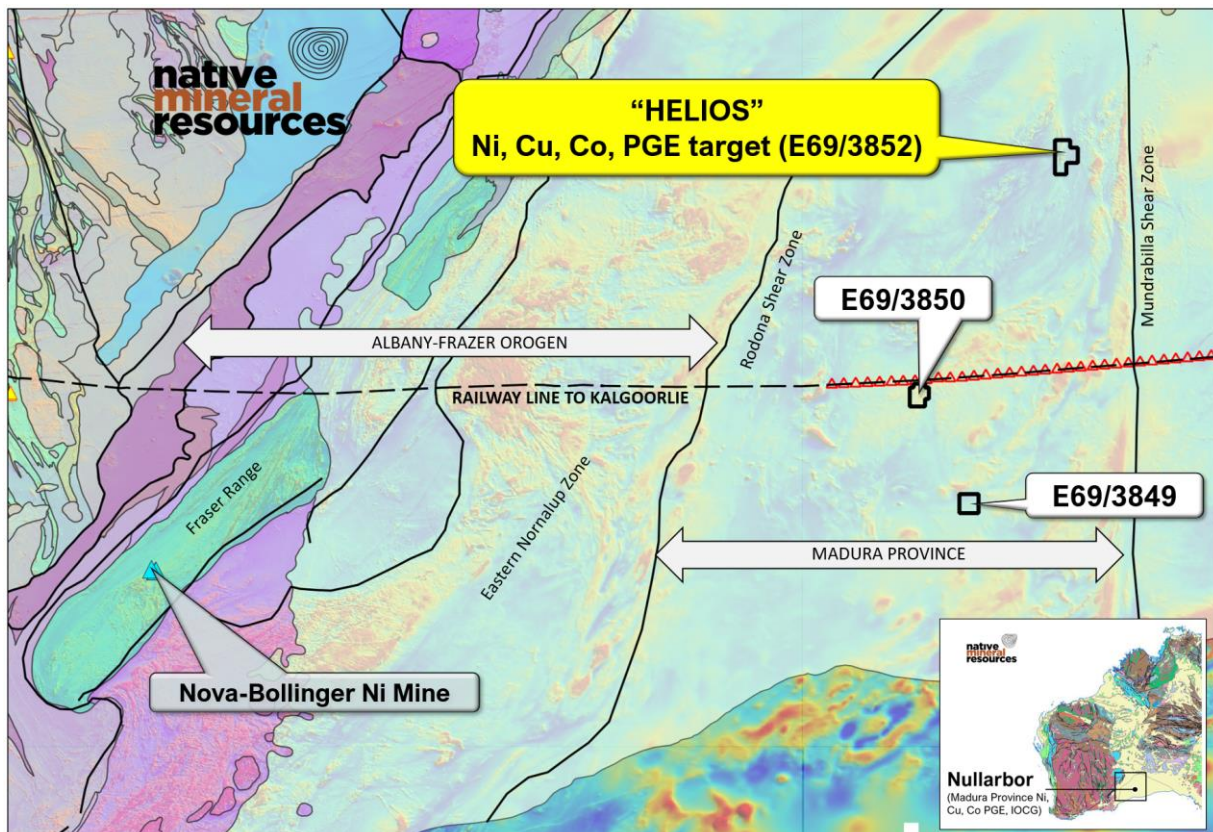 native
mineral
resources
“HELIOS”
Ni, Cu, Co, PGE target (E69/3852)
Rodona Shear Zone
Mundrabilla Shear Zone
E69/3850
ALBANY-FRAZER OROGEN
RAILWAY LINE TO KALGOORLIE
Fraser Range
Eastern Nornalup Zone
E69/3849
MADURA PROVINCE
Nova-Bollinger Ni Mine
native
mineral
resources
Nullarbor
(Madura Province Ni,
Cu, Co PGE, IOCG)